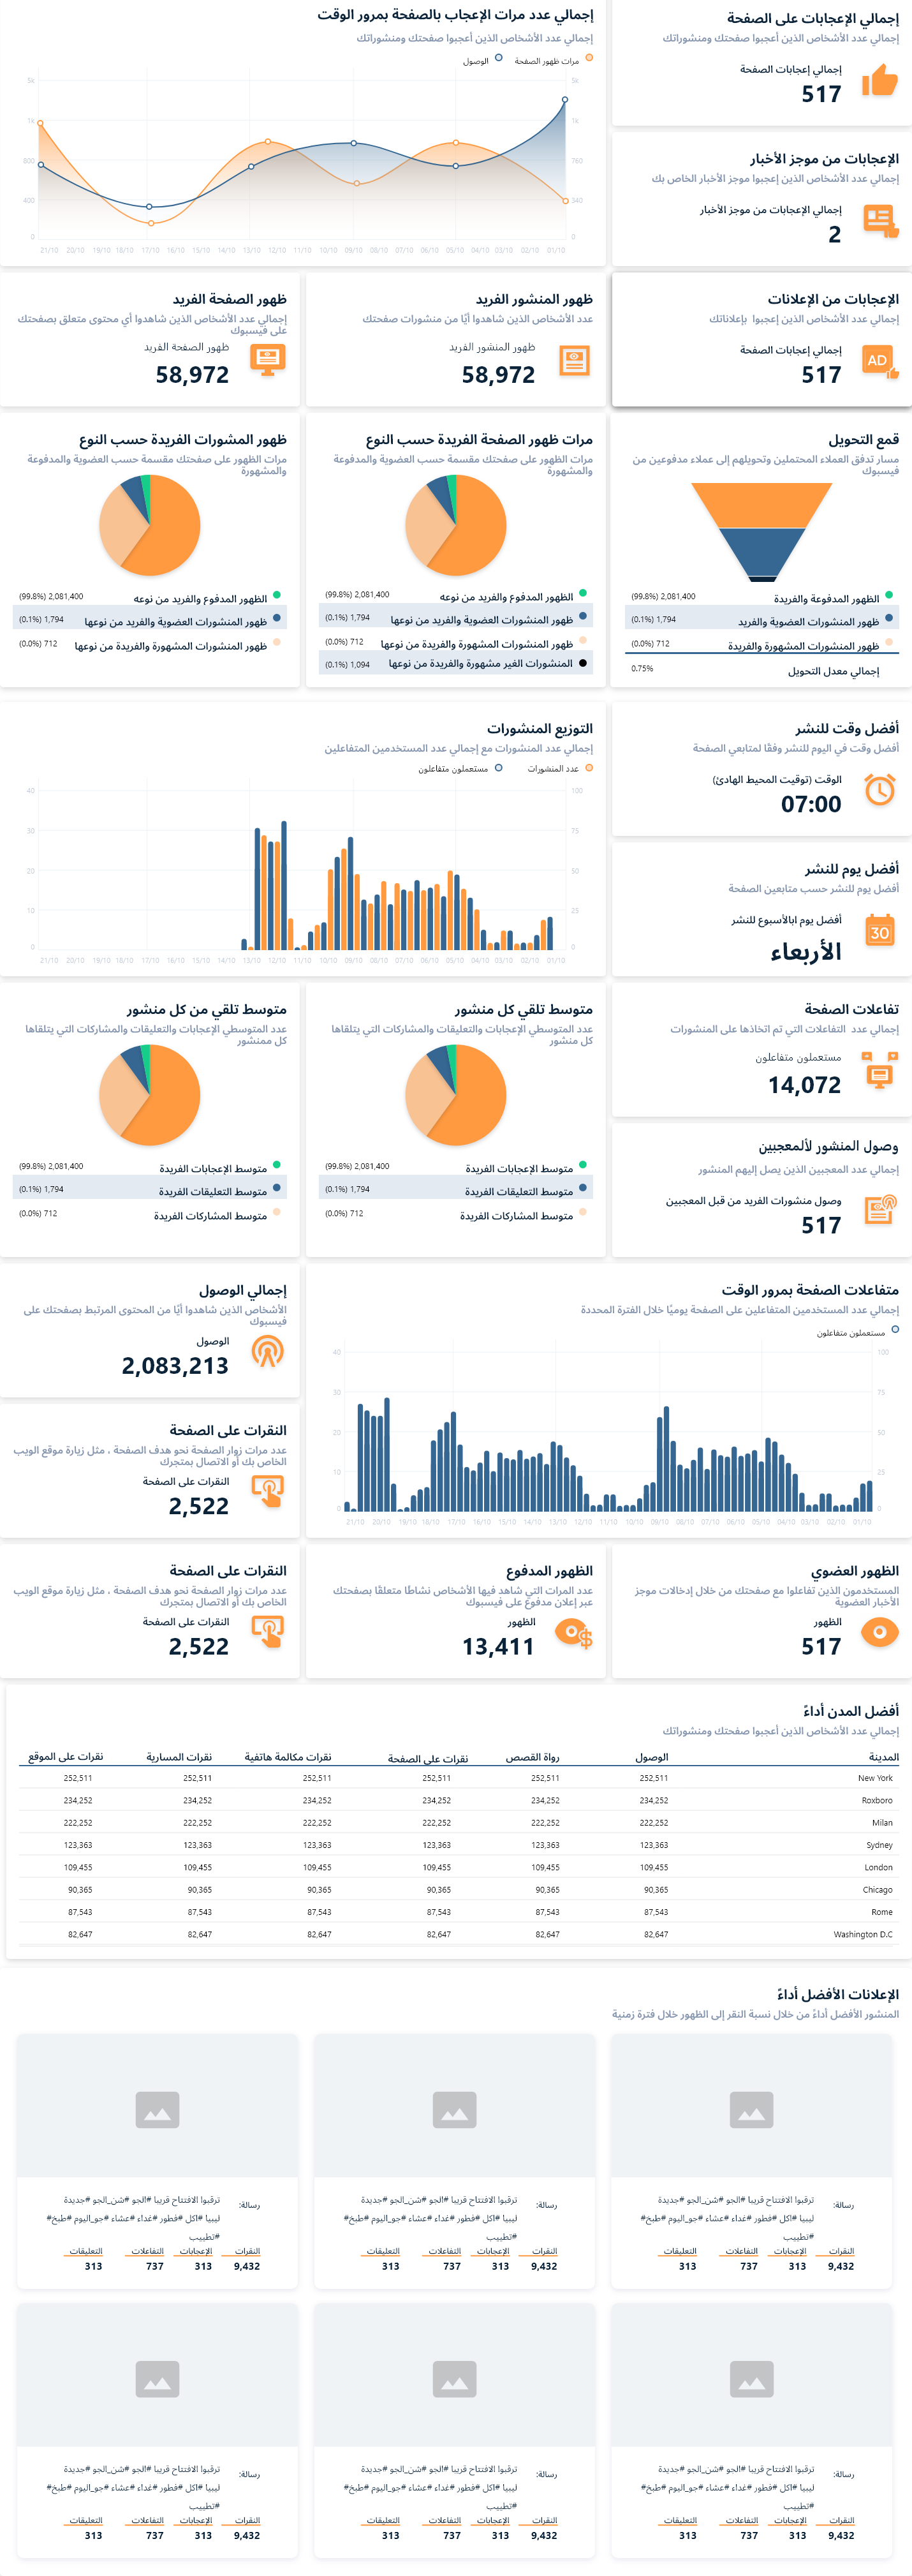 إجمالي الإعجابات على الصفحة
إجمالي عدد الأشخاص الذين أعجبوا صفحتك ومنشوراتك
إجمالي إعجابات الصفحة
517
إجمالي عدد مرات الإعجاب بالصفحة بمرور الوقت
إجمالي عدد الأشخاص الذين أعجبوا صفحتك ومنشوراتك
مرات ظهور الصفحة
الوصول
5k
1K
800
400
0
5k
1K
760
340
0
21/10 20/10 19/10 18/10 17/10 16/10 15/10 14/10 13/10 12/10 11/10 10/10 09/10 08/10 07/10 06/10 05/10 04/10 03/10 02/10 01/10
الإعجابات من موجز الأخبار
إجمالي عدد الأشخاص الذين إعجبوا موجز الأخبار الخاص بك
إجمالي الإعجابات من موجز الأخبار
2
الإعجابات من الإعلانات
إجمالي عدد الأشخاص الذين إعجبوا بإعلاناتك
AD
إجمالي إعجابات الصفحة
517
ظهور المنشور الفريد
عدد الأشخاص الذين شاهدوا أيًا من منشورات صفحتك
ظهور المنشور الفريد
58,972
ظهور الصفحة الفريد
إجمالي عدد الأشخاص الذين شاهدوا أي محتوى متعلق بصفحتك
على فيسبوك
ظهور الصفحة الفريد
58,972
قمع التحويل
مسار تدفق العملاء المحتملين وتحويلهم إلى عملاء مدفوعين من
فيسبوك
الظهور المدفوعة والفريدة
2,081,400 (99.8%)
ظهور المنشورات العضوية والفريد
1,794 (0.1%)
ظهور المنشورات المشهورة والفريدة
712 (0.0%)
إجمالي معدل التحويل
0.75%
مرات ظهور الصفحة الفريدة حسب النوع
مرات الظهور على صفحتك مقسمة حسب العضوية والمدفوعة
والمشهورة
الظهور المدفوع والفريد من نوعه
2,081,400 (99.8%)
ظهور المنشورات العضوية والفريد من نوعها
1,794 (0.1%)
ظهور المنشورات المشهورة والفريدة من نوعها
712 (0.0%)
المنشورات الغير مشهورة والفريدة من نوعها
1,094 (0.1%)
ظهور المشورات الفريدة حسب النوع
مرات الظهور على صفحتك مقسمة حسب العضوية والمدفوعة
والمشهورة
الظهور المدفوع والفريد من نوعه
2,081,400 (99.8%)
ظهور المنشورات العضوية والفريد من نوعها
1,794 (0.1%)
ظهور المنشورات المشهورة والفريدة من نوعها
712 (0.0%)
أفضل وقت للنشر
أفضل وقت في اليوم للنشر وفقًا لمتابعي الصفحة
الوقت (توقيت المحيط الهادئ)
07:00
التوزيع المنشورات
إجمالي عدد المنشورات مع إجمالي عدد المستخدمين المتفاعلين
عدد المنشورات
مستعملون متفاعلون
40
30
20
10
0
100
75
50
25
0
21/10 20/10 19/10 18/10 17/10 16/10 15/10 14/10 13/10 12/10 11/10 10/10 09/10 08/10 07/10 06/10 05/10 04/10 03/10 02/10 01/10
أفضل يوم للنشر
أفضل يوم للنشر حسب متابعين الصفحة
30
أفضل يوم ابالأسبوع للنشر
الأربعاء
تفاعلات الصفحة
إجمالي عدد التفاعلات التي تم اتخاذها على المنشورات
مستعملون متفاعلون
14,072
متوسط تلقي كل منشور
عدد المتوسطي الإعجابات والتعليقات والمشاركات التي يتلقاها
كل منشور
متوسط الإعجابات الفريدة
2,081,400 (99.8%)
متوسط التعليقات الفريدة
1,794 (0.1%)
متوسط المشاركات الفريدة
712 (0.0%)
متوسط تلقي من كل منشور
عدد المتوسطي الإعجابات والتعليقات والمشاركات التي يتلقاها
كل ممنشور
متوسط الإعجابات الفريدة
2,081,400 (99.8%)
متوسط التعليقات الفريدة
1,794 (0.1%)
متوسط المشاركات الفريدة
712 (0.0%)
وصول المنشور لألمعجبين
إجمالي عدد المعجبين الذين يصل إليهم المنشور
وصول منشورات الفريد من قبل المعجبين
517
متفاعلات الصفحة بمرور الوقت
إجمالي عدد المستخدمين المتفاعلين على الصفحة يوميًا خلال الفترة المحددة
مستعملون متفاعلون
40
30
20
10
0
100
75
50
25
0
21/10 20/10 19/10 18/10 17/10 16/10 15/10 14/10 13/10 12/10 11/10 10/10 09/10 08/10 07/10 06/10 05/10 04/10 03/10 02/10 01/10
إجمالي الوصول
الأشخاص الذين شاهدوا أيًا من المحتوى المرتبط بصفحتك على
فيسبوك
الوصول
2,083,213
النقرات على الصفحة
عدد مرات زوار الصفحة نحو هدف الصفحة ، مثل زيارة موقع الويب
الخاص بك أو الاتصال بمتجرك
النقرات على الصفحة
2,522
الظهور العضوي
المستخدمون الذين تفاعلوا مع صفحتك من خلال إدخالات موجز
الأخبار العضوية
الظهور
517
الظهور المدفوع
عدد المرات التي شاهد فيها الأشخاص نشاطًا متعلقًا بصفحتك
عبر إعلان مدفوع على فيسبوك
الظهور
13,411
النقرات على الصفحة
عدد مرات زوار الصفحة نحو هدف الصفحة ، مثل زيارة موقع الويب
الخاص بك أو الاتصال بمتجرك
النقرات على الصفحة
2,522
أفضل المدن أداءً
إجمالي عدد الأشخاص الذين أعجبوا صفحتك ومنشوراتك
المدينة الوصول رواة القصص نقرات على الصفحة نقرات مكالمة هاتفية نقرات المسارية نقرات على الموقع
New York 252,511 252,511 252,511 252,511 252,511 252,511
Roxboro 234,252 234,252 234,252 234,252 234,252 234,252
Milan 222,252 222,252 222,252 222,252 222,252 222,252
Sydney 123,363 123,363 123,363 123,363 123,363 123,363
London 109,455 109,455 109,455 109,455 109,455 109,455
Chicago 90,365 90,365 90,365 90,365 90,365 90,365
Rome 87,543 87,543 87,543 87,543 87,543 87,543
Washington D.C 82,647 82,647 82,647 82,647 82,647 82,647
الإعلانات الأفضل أداءً
المنشور الأفضل أداءً من خلال نسبة النقر إلى الظهور خلال فترة زمنية
رسالة:
ترقبوا الافتتاح قريبا #الجو #شن_الجو #جديدة
ليبيا #اكل #فطور #غداء #عشاء #جو_اليوم #طبخ#
#تطبيب
النقرات الإعجابات التفاعلات التعليقات
9,432 313 737 313
رسالة:
ترقبوا الافتتاح قريبا #الجو #شن_الجو #جديدة
ليبيا #اكل #فطور #غداء #عشاء #جو_اليوم #طبخ#
#تطبيب
النقرات الإعجابات التفاعلات التعليقات
9,432 313 737 313
رسالة:
ترقبوا الافتتاح قريبا #الجو #شن_الجو #جديدة
ليبيا #اكل #فطور #غداء #عشاء #جو_اليوم #طبخ#
#تطبيب
النقرات الإعجابات التفاعلات التعليقات
9,432 313 737 313
رسالة:
ترقبوا الافتتاح قريبا #الجو #شن_الجو #جديدة
ليبيا #اكل #فطور #غداء #عشاء #جو_اليوم #طبخ#
#تطبيب
النقرات الإعجابات التفاعلات التعليقات
9,432 313 737 313
رسالة:
ترقبوا الافتتاح قريبا #الجو #شن_الجو #جديدة
ليبيا #اكل #فطور #غداء #عشاء #جو_اليوم #طبخ#
#تطبيب
النقرات الإعجابات التفاعلات التعليقات
9,432 313 737 313
رسالة:
ترقبوا الافتتاح قريبا #الجو #شن_الجو #جديدة
ليبيا #اكل #فطور #غداء #عشاء #جو_اليوم #طبخ#
#تطبيب
النقرات الإعجابات التفاعلات التعليقات
9,432 313 737 313